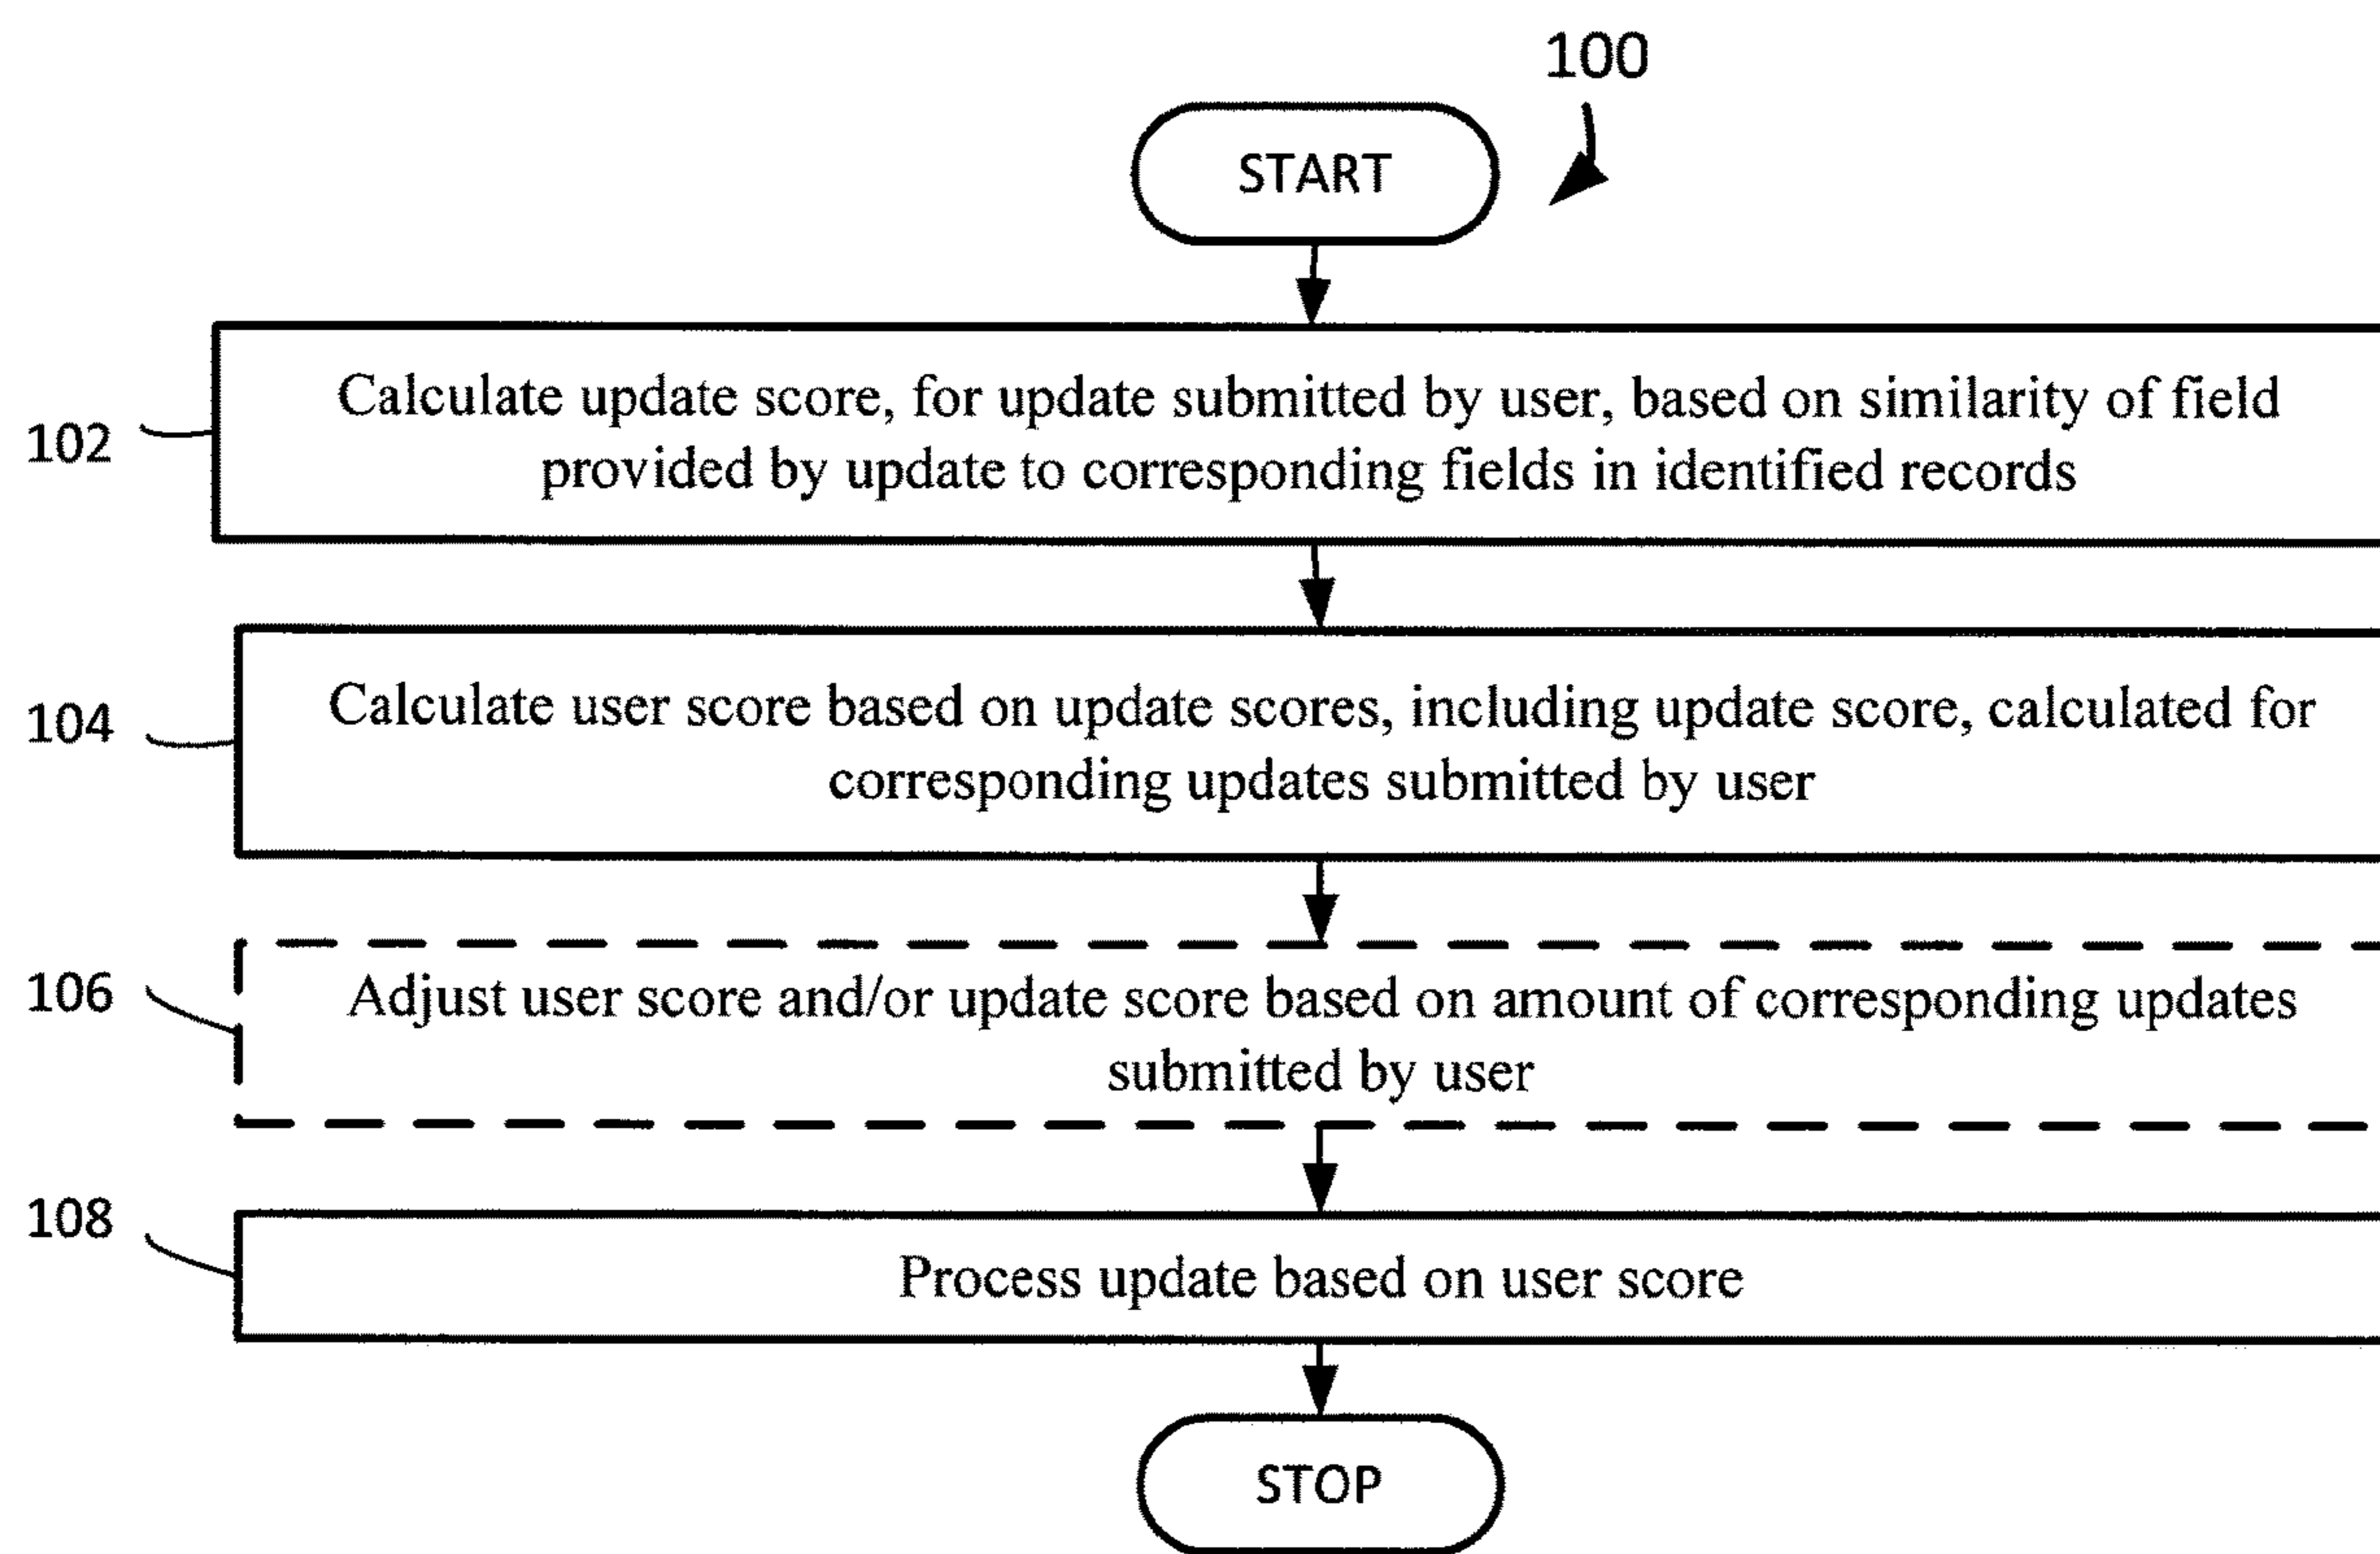 100
START
102
Calculate update score, for update submitted by user, based on similarity of field
provided by update to corresponding fields in identified records
104
Calculate user score based on update scores, including update score, calculated for
corresponding updates submitted by user
106
Adjust user score and/or update score based on amount of corresponding updates
submitted by user
108
Process update based on user score
STOP